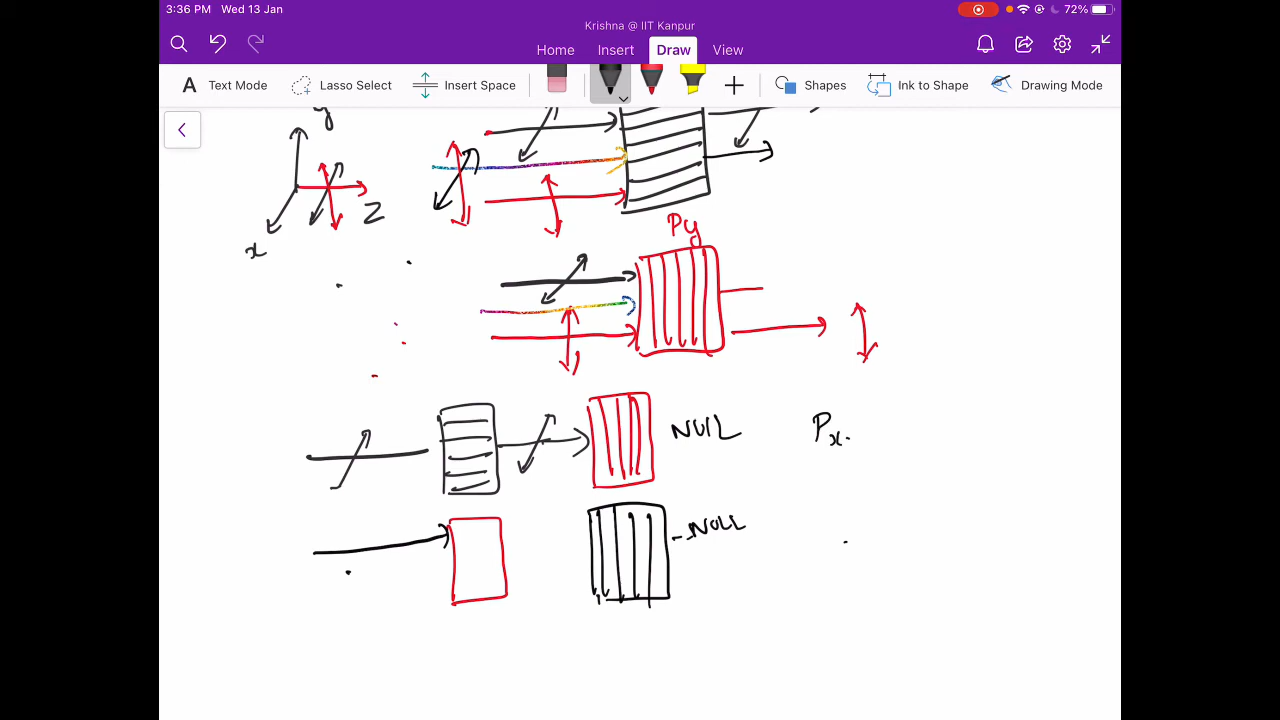 3:36 PM Wed 13 Jan
72%
Krishna @ IIT Kanpur
Home Insert Draw View
Text Mode Lasso Select Insert Space Shapes Ink to Shape Drawing Mode
y
Z
x
Py
NULL
Px.
NULL